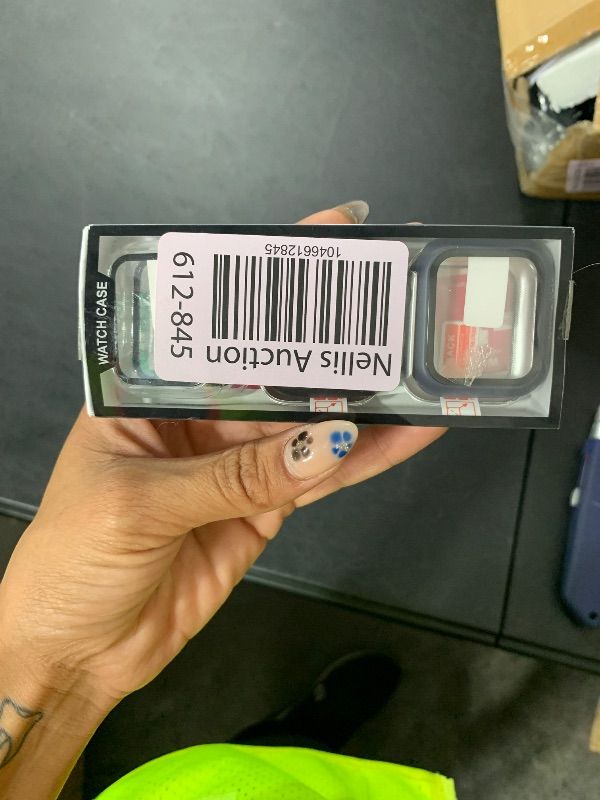 WATCH CASE
1046612845
Nellis Auction
612-845